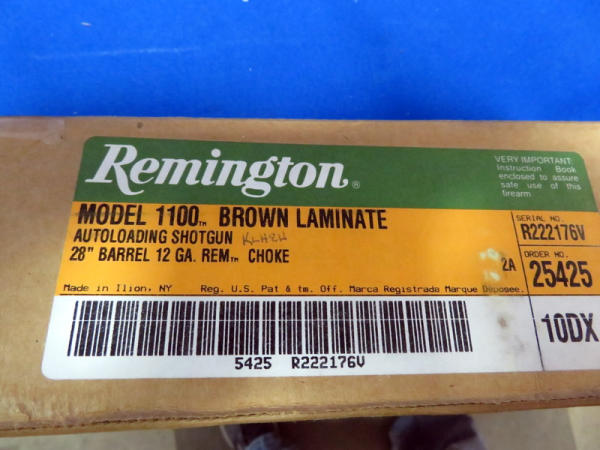 Remington®
VERY IMPORTANT:
Instruction Book
enclosed to assure
safe use of this
firearm
MODEL 1100™ BROWN LAMINATE
AUTOLOADING SHOTGUN
28" BARREL 12 GA. REM™ CHOKE
2A
SERIAL NO.
R222176V
ORDER NO.
25425
Made in Ilion, NY Reg. U.S. Pat & tm. Off. Marca Registrada Marque Deposee.
10DX
5425 R222176V